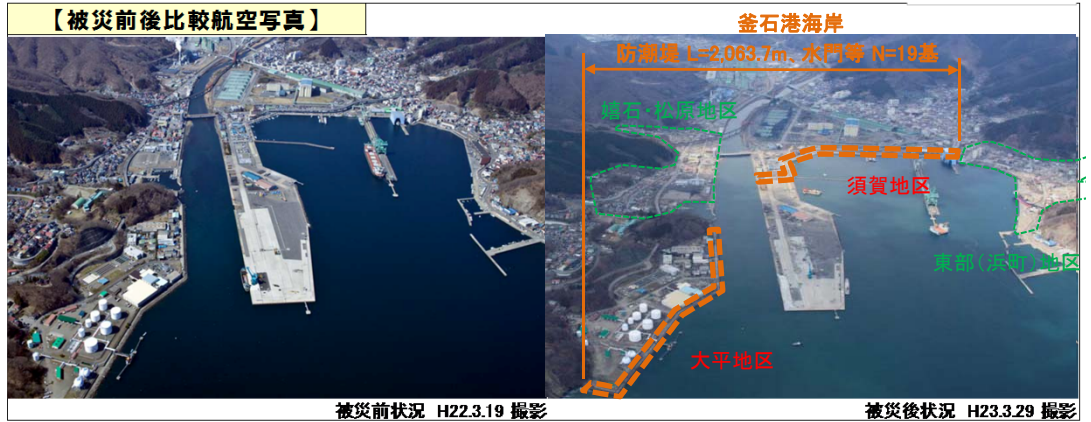 【被災前後比較航空写真】
釜石港海岸
防潮堤 L=2,063.7m、水門等 N=19基
嬉石・松原地区
須賀地区
東部(浜町)地区
大平地区
被災前状況 H22.3.19 撮影
被災後状況 H23.3.29 撮影